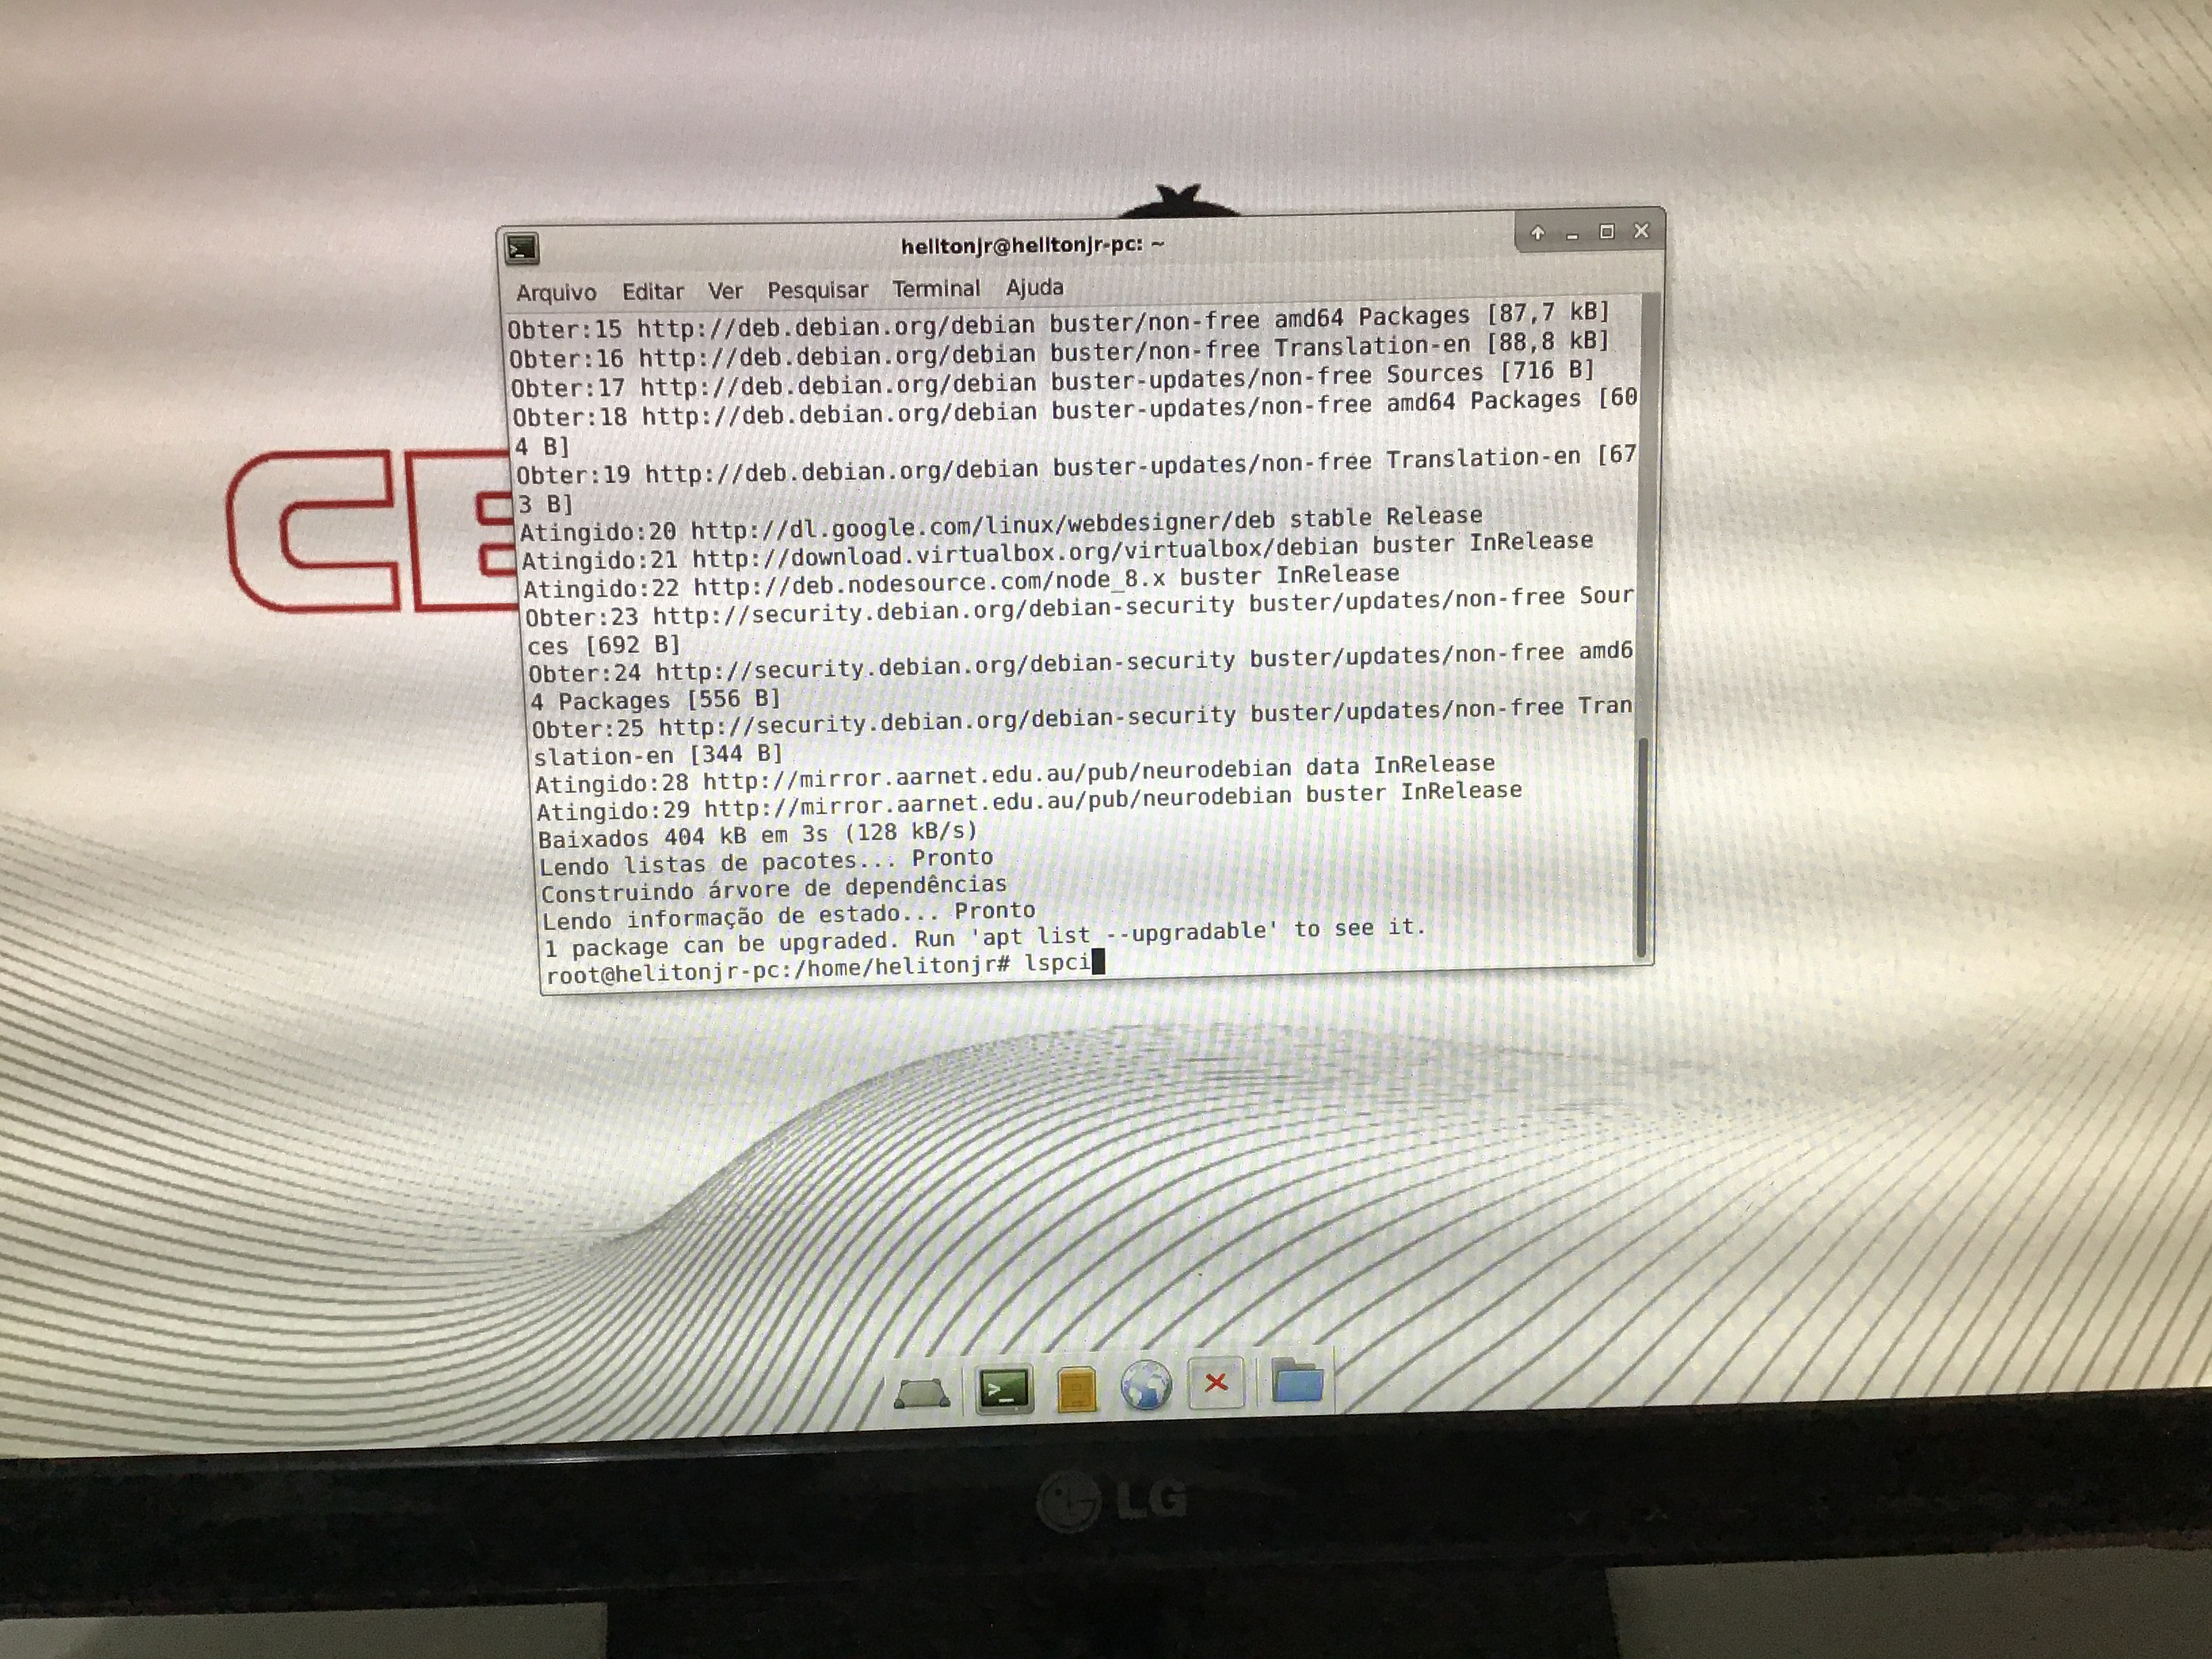 helitonjr@helitonjr-pc: ~
Arquivo Editar Ver Pesquisar Terminal Ajuda
Obter:15 http://deb.debian.org/debian buster/non-free amd64 Packages [87,7 kB]
Obter:16 http://deb.debian.org/debian buster/non-free Translation-en [88,8 kB]
Obter:17 http://deb.debian.org/debian buster-updates/non-free Sources [716 B]
Obter:18 http://deb.debian.org/debian buster-updates/non-free amd64 Packages [60
4 B]
Obter:19 http://deb.debian.org/debian buster-updates/non-free Translation-en [67
3 B]
Atingido:20 http://dl.google.com/linux/webdesigner/deb stable Release
Atingido:21 http://download.virtualbox.org/virtualbox/debian buster InRelease
Atingido:22 http://deb.nodesource.com/node_8.x buster InRelease
Obter:23 http://security.debian.org/debian-security buster/updates/non-free Sour
ces [692 B]
Obter:24 http://security.debian.org/debian-security buster/updates/non-free amd6
4 Packages [556 B]
Obter:25 http://security.debian.org/debian-security buster/updates/non-free Tran
slation-en [344 B]
Atingido:28 http://mirror.aarnet.edu.au/pub/neurodebian data InRelease
Atingido:29 http://mirror.aarnet.edu.au/pub/neurodebian buster InRelease
Baixados 404 kB em 3s (128 kB/s)
Lendo listas de pacotes... Pronto
Construindo árvore de dependências
Lendo informação de estado... Pronto
1 package can be upgraded. Run 'apt list --upgradable' to see it.
root@helitonjr-pc:/home/helitonjr# lspci
CE
LG